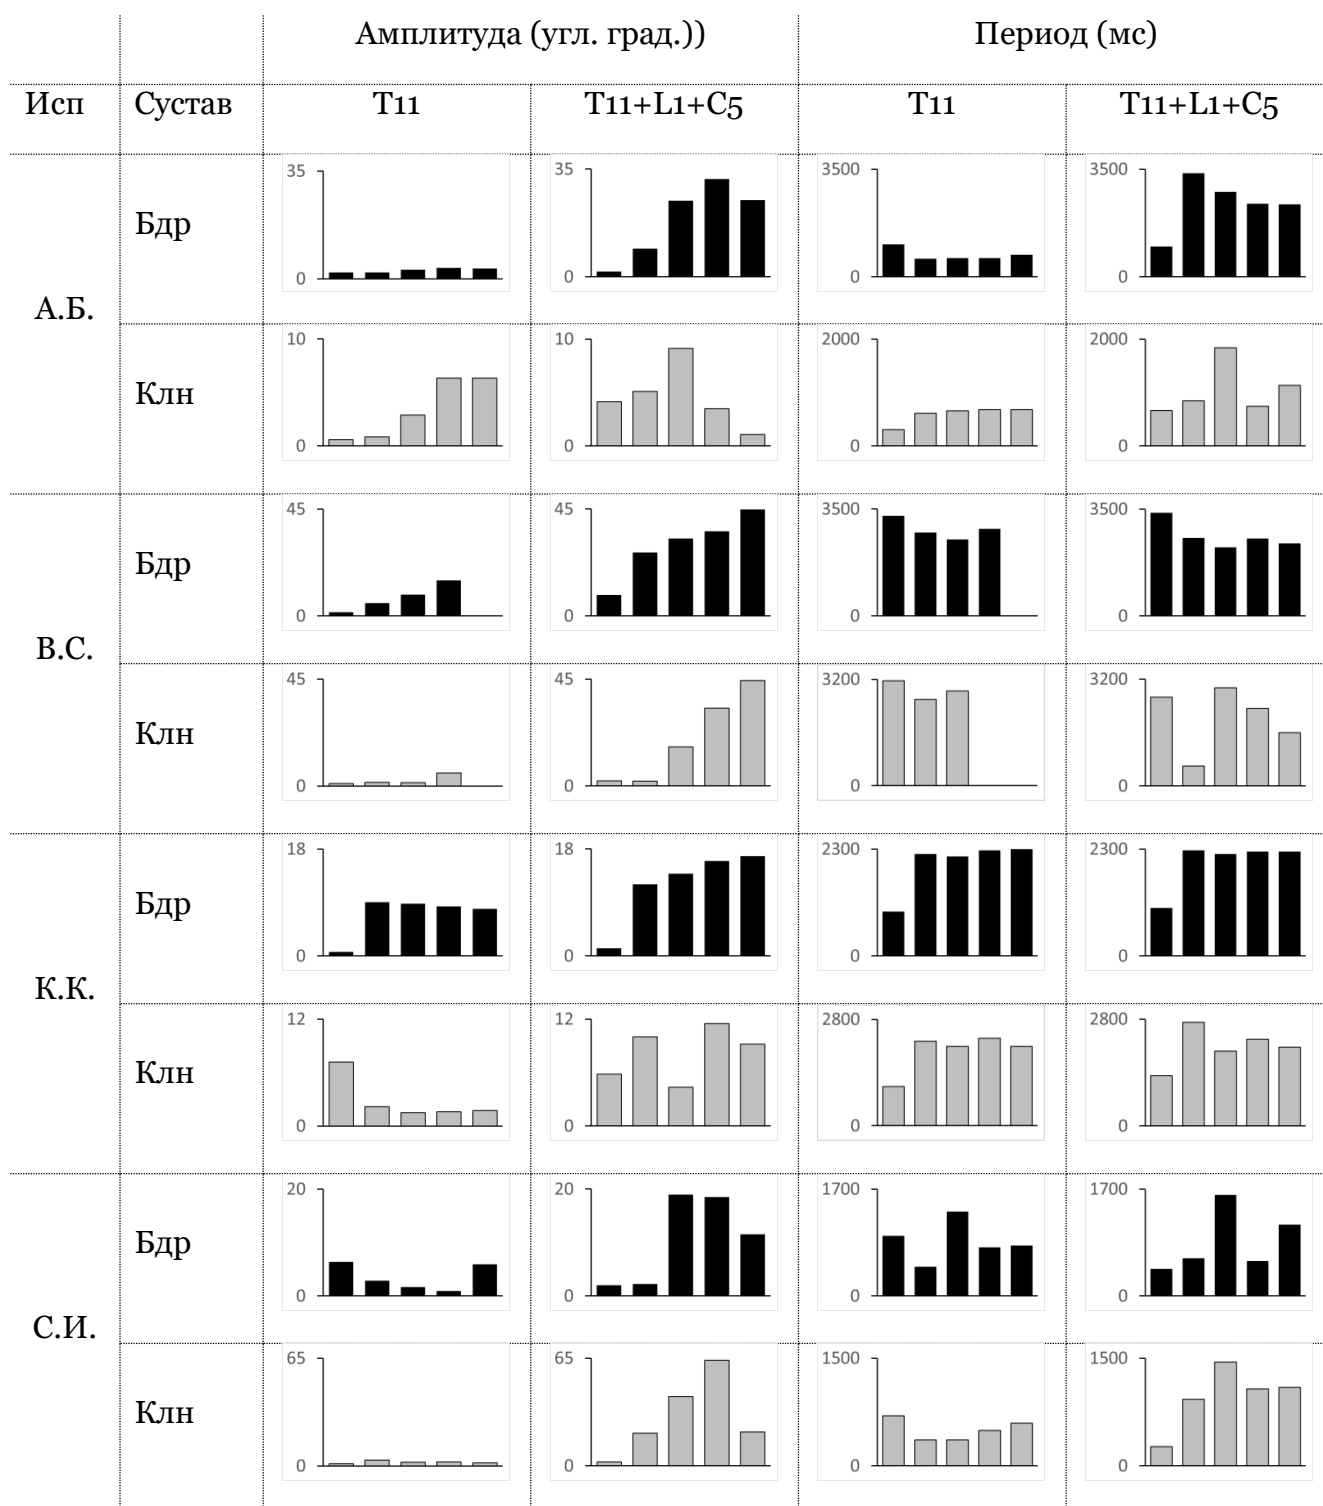 Амплитуда (угл. град.)) Период (мс)
Исп Сустав T11 T11+L1+C5 T11 T11+L1+C5
35 35 3500 3500
Бдр
0 0 0 0
А.Б.
10 10 2000 2000
Клн
0 0 0 0
45 45 3500 3500
Бдр
0 0 0 0
В.С.
45 45 3200 3200
Клн
0 0 0 0
18 18 2300 2300
Бдр
0 0 0 0
К.К.
12 12 2800 2800
Клн
0 0 0 0
20 20 1700 1700
Бдр
0 0 0 0
С.И.
65 65 1500 1500
Клн
0 0 0 0